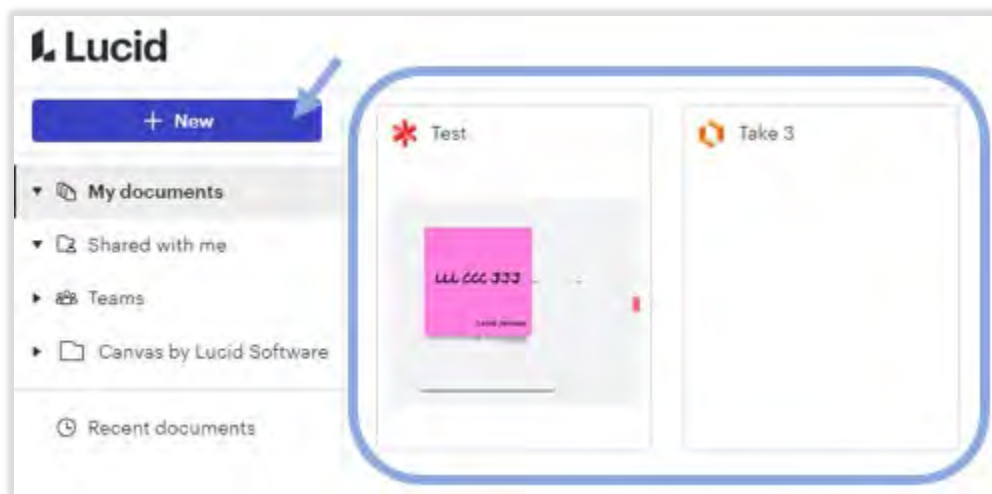 Lucid
+ New
My documents
Shared with me
Teams
Canvas by Lucid Software
Recent documents
Test
Take 3